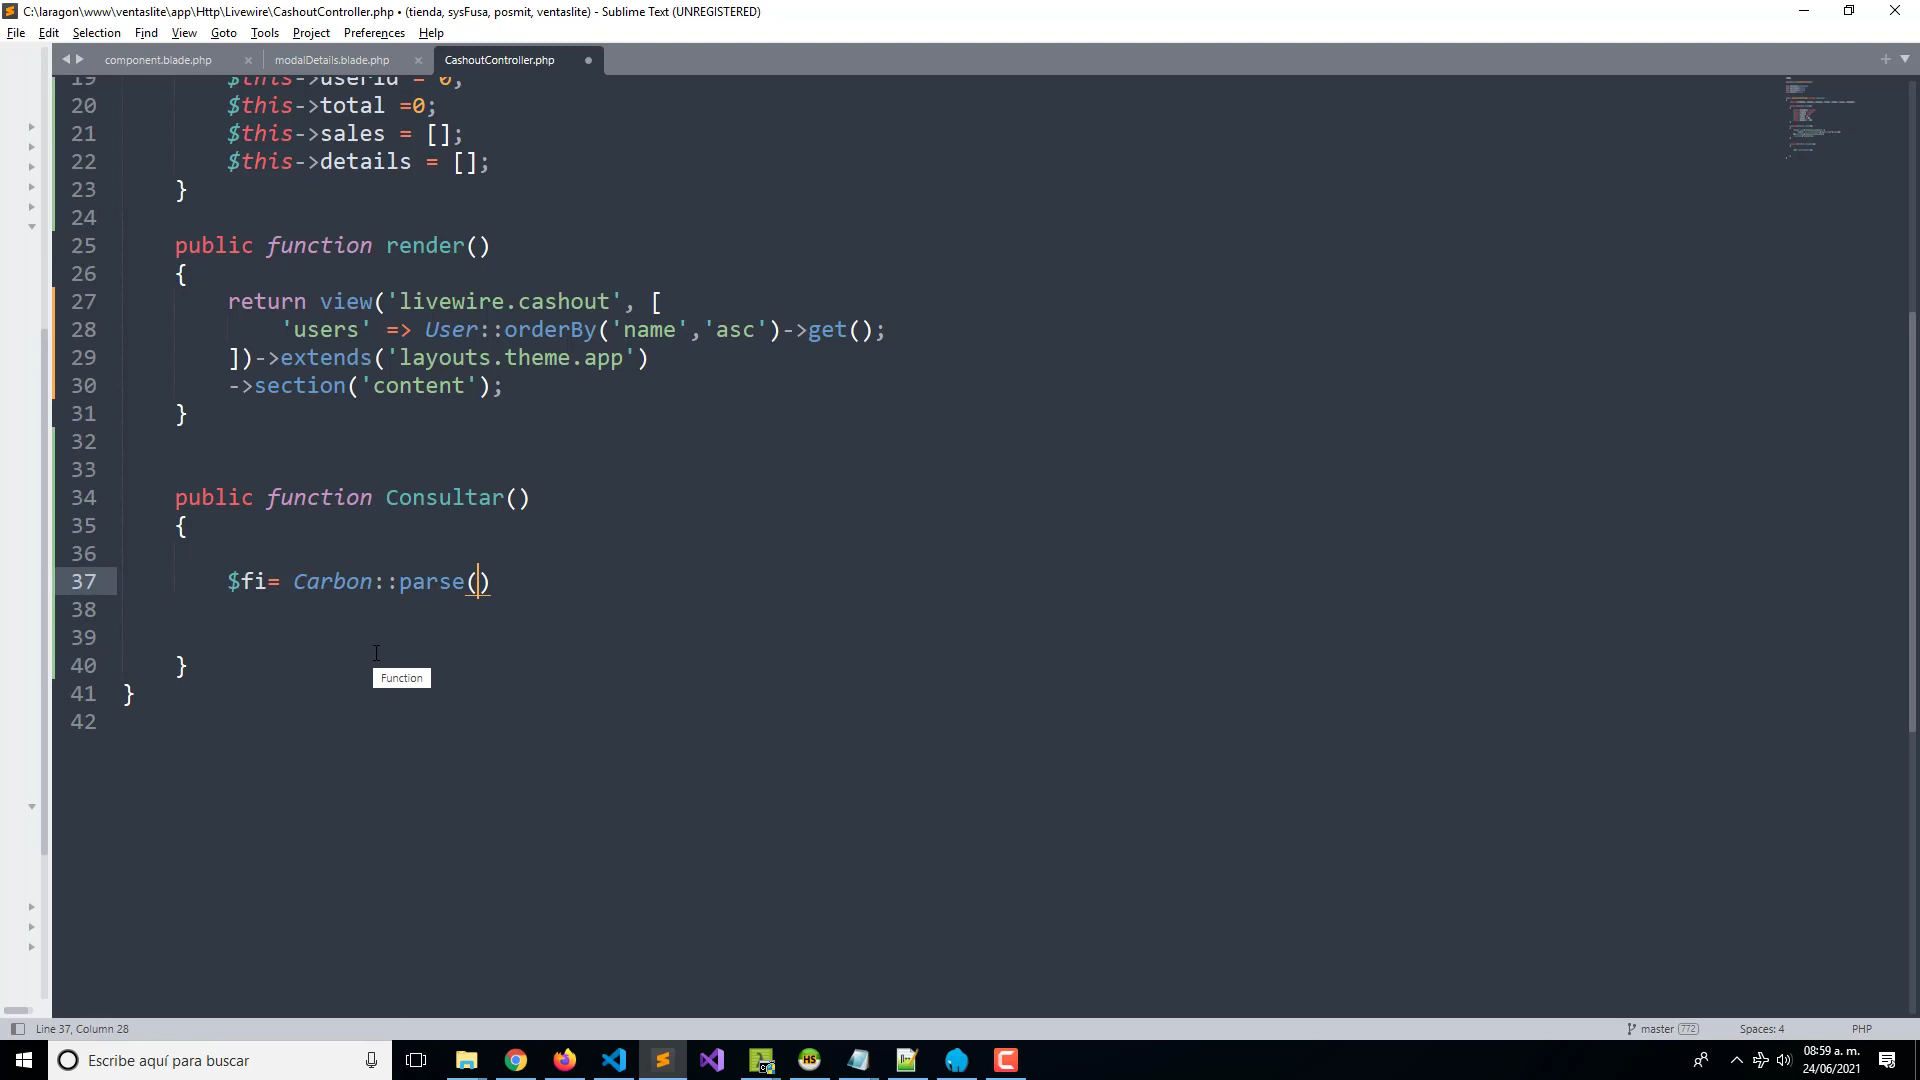 C:\laragon\www\ventaslite\app\Http\Livewire\CashoutController.php • (tienda, sysFusa, posmit, ventaslite) - Sublime Text (UNREGISTERED)
File Edit Selection Find View Goto Tools Project Preferences Help
component.blade.php modalDetails.blade.php CashoutController.php
19 $this->userid = 0;
20 $this->total =0;
21 $this->sales = [];
22 $this->details = [];
23 }
24
25 public function render()
26 {
27 return view('livewire.cashout', [
28 'users' => User::orderBy('name','asc')->get();
29 ])->extends('layouts.theme.app')
30 ->section('content');
31 }
32
33
34 public function Consultar()
35 {
36
37 $fi= Carbon::parse()
38
39
40 }
Function
41 }
42
Line 37, Column 28 master 772 Spaces: 4 PHP
Escribe aquí para buscar
HS
08:59 a. m.
24/06/2021